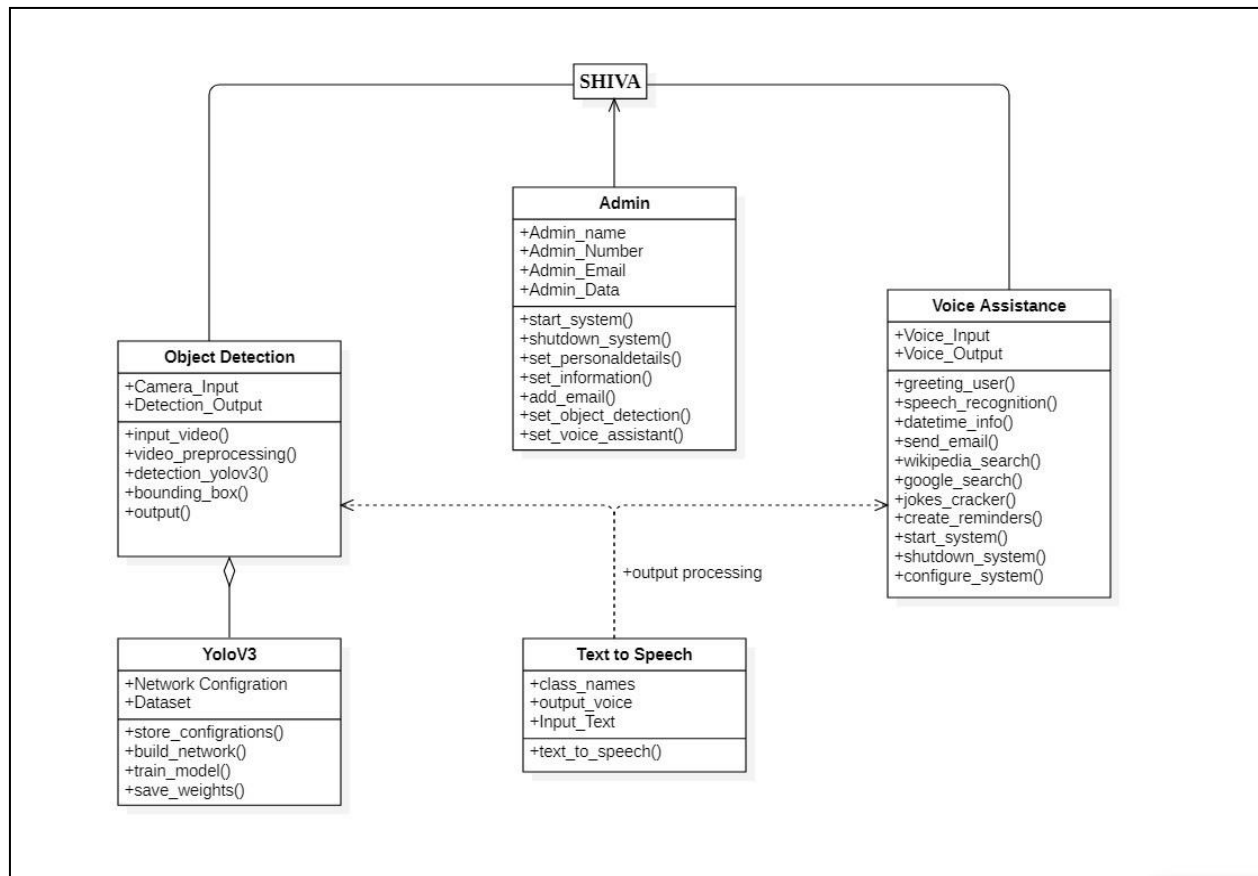 SHIVA
Admin
+Admin_name
+Admin_Number
+Admin_Email
+Admin_Data
+start_system()
+shutdown_system()
+set_personaldetails()
+set_information()
+add_email()
+set_object_detection()
+set_voice_assistant()
Voice Assistance
+Voice_Input
+Voice_Output
+greeting_user()
+speech_recognition()
+datetime_info()
+send_email()
+wikipedia_search()
+google_search()
+jokes_cracker()
+create_reminders()
+start_system()
+shutdown_system()
+configure_system()
Object Detection
+Camera_Input
+Detection_Output
+input_video()
+video_preprocessing()
+detection_yolov3()
+bounding_box()
+output()
+output processing
YoloV3
+Network Configration
+Dataset
+store_configrations()
+build_network()
+train_model()
+save_weights()
Text to Speech
+class_names
+output_voice
+Input_Text
+text_to_speech()